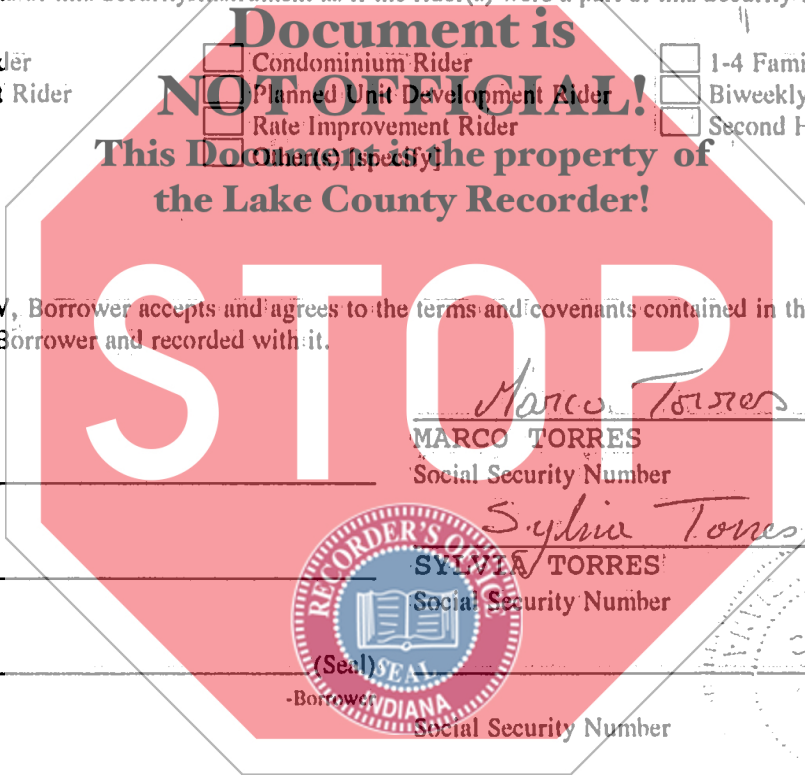 Document is
der Condominium Rider 1-4 Fami
Rider Planned Unit Development Rider Biweekly
NOT OFFICIAL!
Rate Improvement Rider Second H
Other(s) [specify]
This Document is the property of
the Lake County Recorder!
STOP
, Borrower accepts and agrees to the terms and covenants contained in th
Borrower and recorded with it.
Marco Torres
MARCO TORRES
Social Security Number
Sylvia Torres
SYLVIA TORRES
Social Security Number
RECORDER'S OFFICE
SEAL
INDIANA
(Seal)
-Borrower
Social Security Number